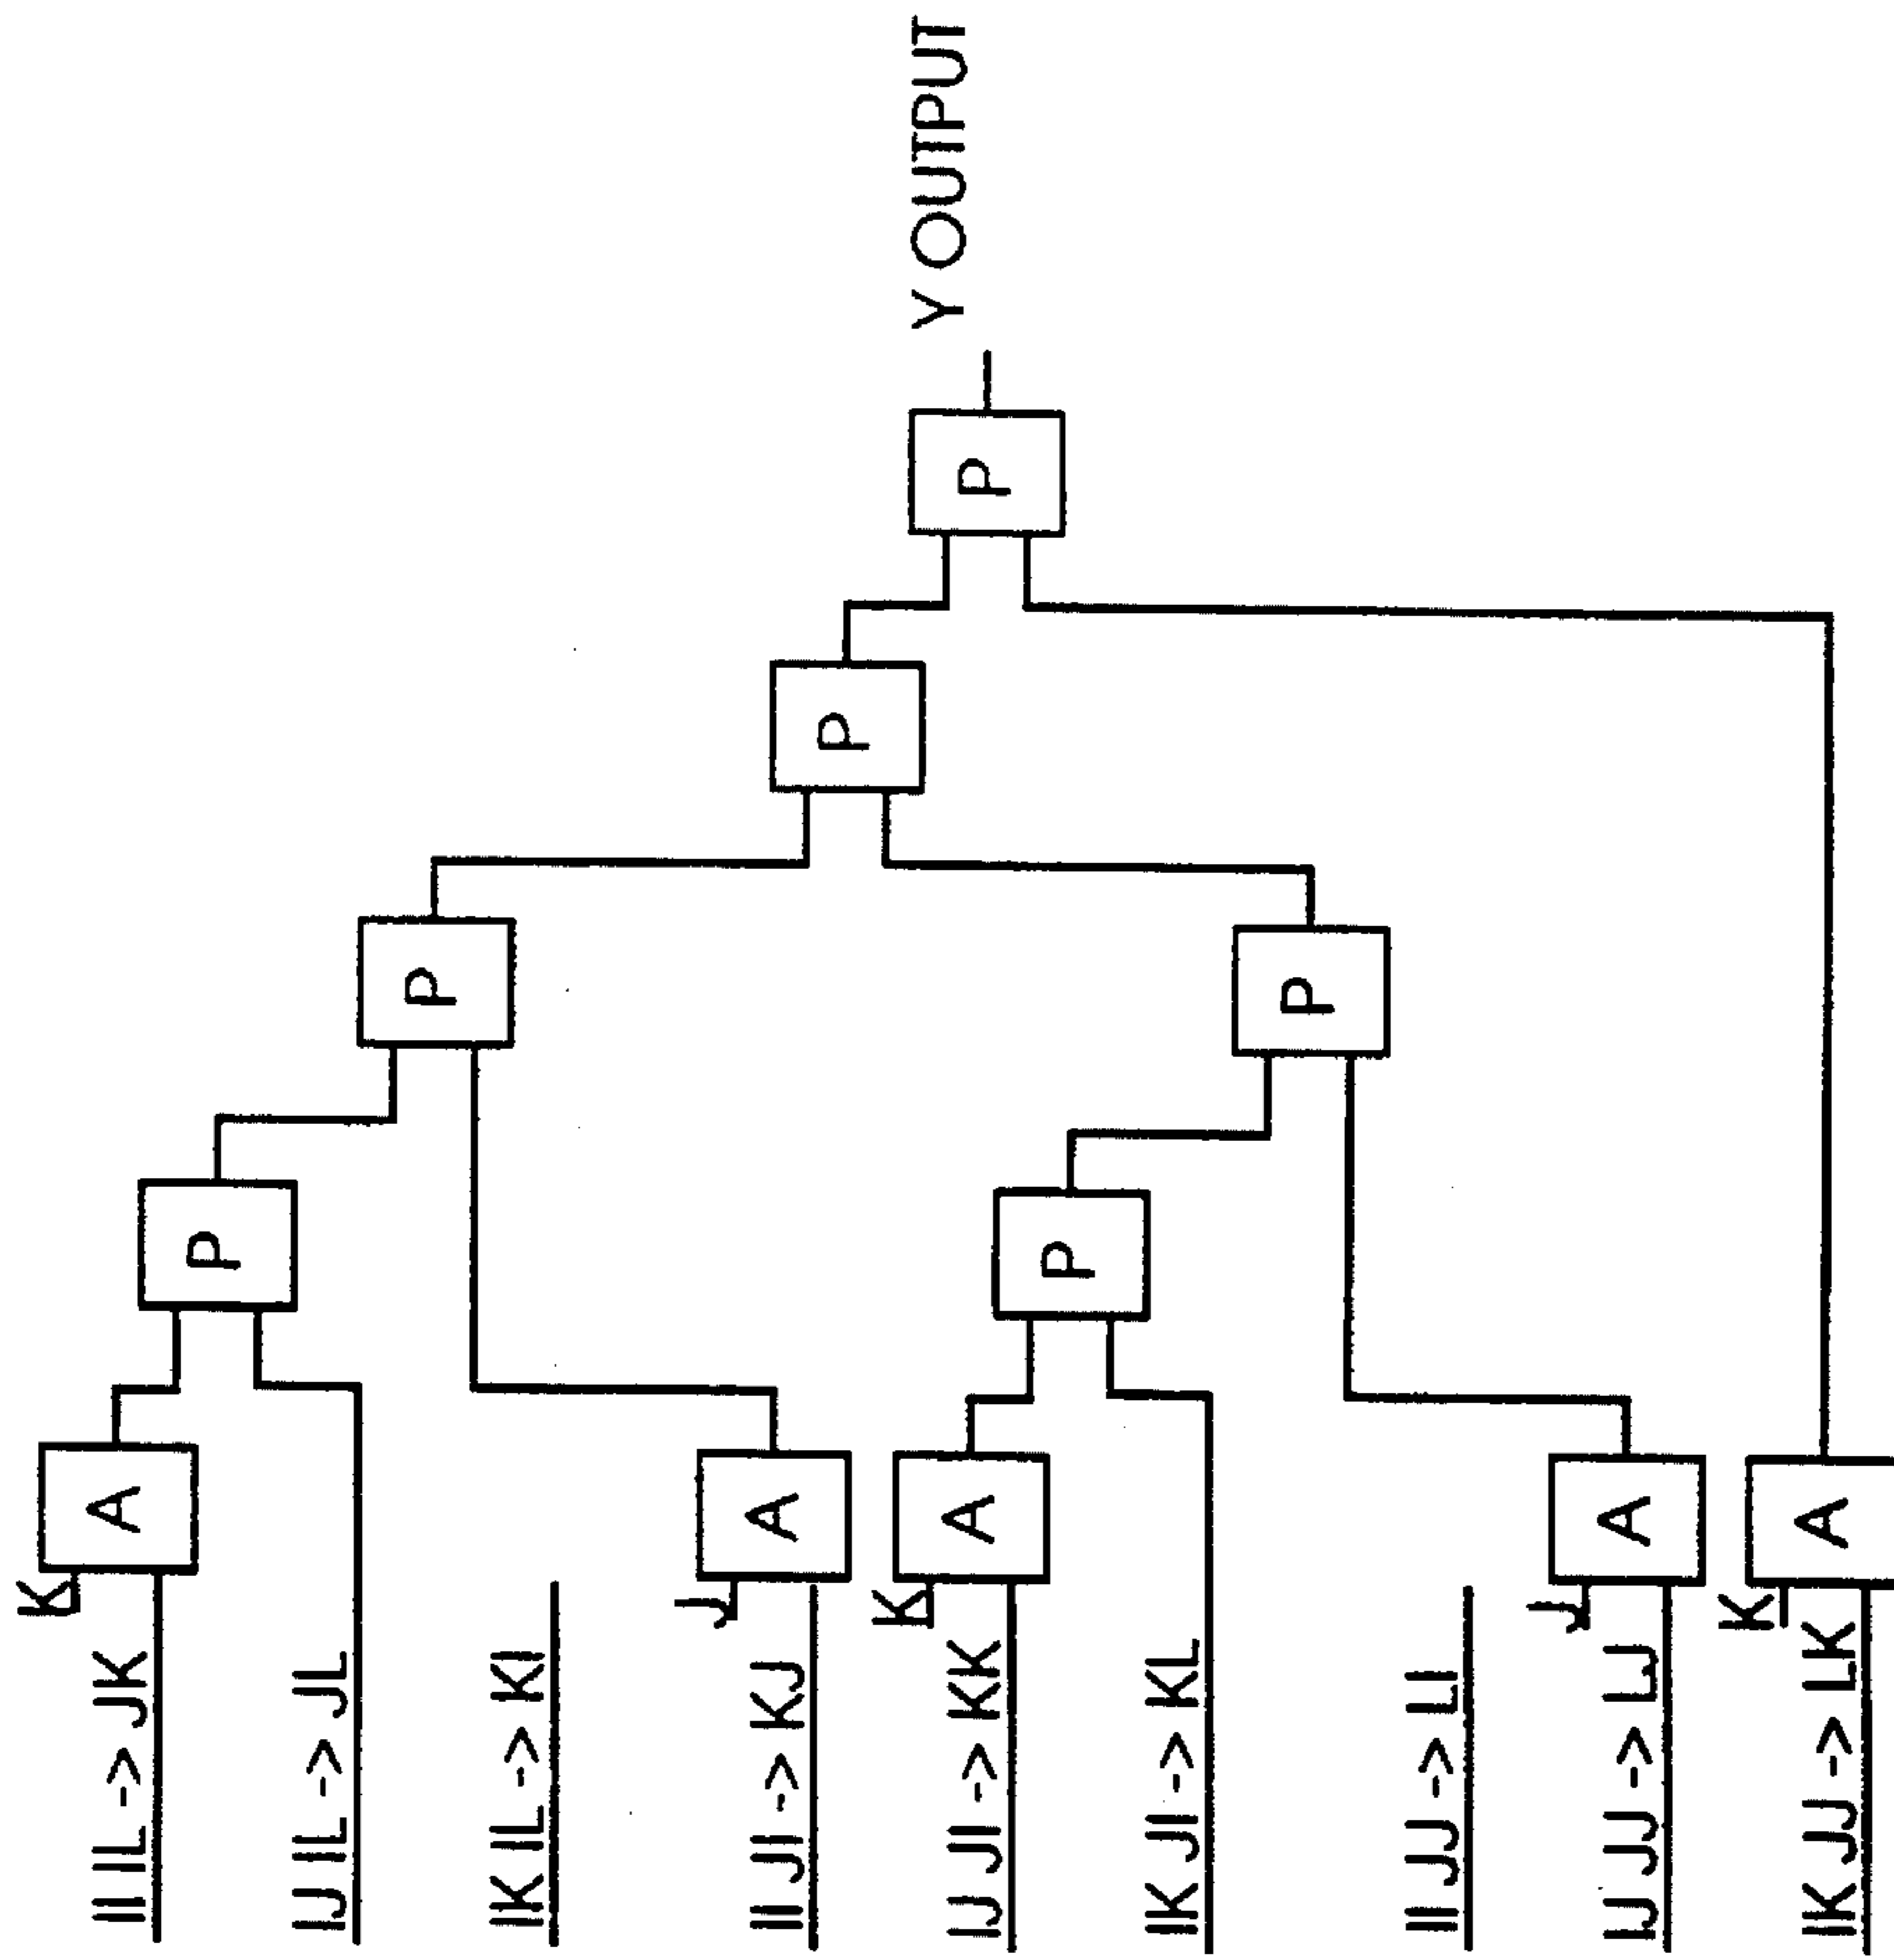 K
II IL -> JK
A
P
IJ IL -> JL
P
IK IL -> KI
J
II JI -> KJ
A
P
P
Y OUTPUT
K
IJ JI -> KK
A
P
IK JI -> KL
P
II JJ -> LI
J
IJ JJ -> LJ
A
K
IK JJ -> LK
A